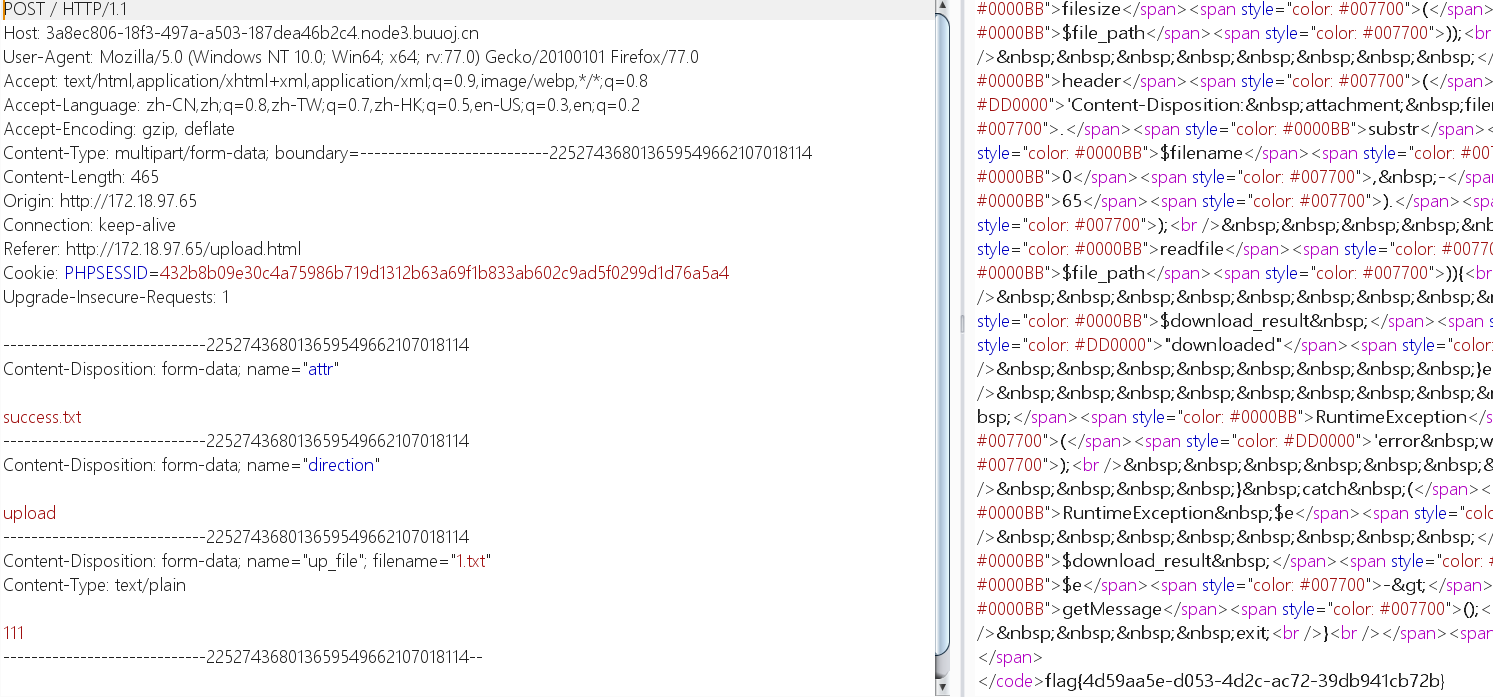 POST / HTTP/1.1
Host: 3a8ec806-18f3-497a-a503-187dea46b2c4.node3.buuoj.cn
User-Agent: Mozilla/5.0 (Windows NT 10.0; Win64; x64; rv:77.0) Gecko/20100101 Firefox/77.0
Accept: text/html,application/xhtml+xml,application/xml;q=0.9,image/webp,*/*;q=0.8
Accept-Language: zh-CN,zh;q=0.8,zh-TW;q=0.7,zh-HK;q=0.5,en-US;q=0.3,en;q=0.2
Accept-Encoding: gzip, deflate
Content-Type: multipart/form-data; boundary=---------------------------225274368013659549662107018114
Content-Length: 465
Origin: http://172.18.97.65
Connection: keep-alive
Referer: http://172.18.97.65/upload.html
Cookie: PHPSESSID=432b8b09e30c4a75986b719d1312b63a69f1b833ab602c9ad5f0299d1d76a5a4
Upgrade-Insecure-Requests: 1
-----------------------------225274368013659549662107018114
Content-Disposition: form-data; name="attr"
success.txt
-----------------------------225274368013659549662107018114
Content-Disposition: form-data; name="direction"
upload
-----------------------------225274368013659549662107018114
Content-Disposition: form-data; name="up_file"; filename="1.txt"
Content-Type: text/plain
111
-----------------------------225274368013659549662107018114--
#0000BB">filesize</span><span style="color: #007700">(</span>
#0000BB">$file_path</span><span style="color: #007700">));<br
/>&nbsp;&nbsp;&nbsp;&nbsp;&nbsp;&nbsp;&nbsp;&nbsp;</
#0000BB">header</span><span style="color: #007700">(</span>
#DD0000">'Content-Disposition:&nbsp;attachment;&nbsp;filen
#007700">.</span><span style="color: #0000BB">substr</span><
style="color: #0000BB">$filename</span><span style="color: #007
#0000BB">0</span><span style="color: #007700">,&nbsp;-</spa
#0000BB">65</span><span style="color: #007700">).</span><spa
style="color: #007700">);<br />&nbsp;&nbsp;&nbsp;&nbsp;&nb
style="color: #0000BB">readfile</span><span style="color: #0077
#0000BB">$file_path</span><span style="color: #007700">)){<br
/>&nbsp;&nbsp;&nbsp;&nbsp;&nbsp;&nbsp;&nbsp;&nbsp;&
style="color: #0000BB">$download_result&nbsp;</span><span s
style="color: #DD0000">"downloaded"</span><span style="color:
/>&nbsp;&nbsp;&nbsp;&nbsp;&nbsp;&nbsp;&nbsp;&nbsp;}e
/>&nbsp;&nbsp;&nbsp;&nbsp;&nbsp;&nbsp;&nbsp;&nbsp;&n
bsp;</span><span style="color: #0000BB">RuntimeException</s
#007700">(</span><span style="color: #DD0000">'error&nbsp;w
#007700">);<br />&nbsp;&nbsp;&nbsp;&nbsp;&nbsp;&nbsp;&
/>&nbsp;&nbsp;&nbsp;&nbsp;}&nbsp;catch&nbsp;(</span><
#0000BB">RuntimeException&nbsp;$e</span><span style="colo
/>&nbsp;&nbsp;&nbsp;&nbsp;&nbsp;&nbsp;&nbsp;&nbsp;</
#0000BB">$download_result&nbsp;</span><span style="color: #
#0000BB">$e</span><span style="color: #007700">-&gt;</span>
#0000BB">getMessage</span><span style="color: #007700">();<
/>&nbsp;&nbsp;&nbsp;&nbsp;exit;<br />}<br /></span><span
</span>
</code>flag{4d59aa5e-d053-4d2c-ac72-39db941cb72b}